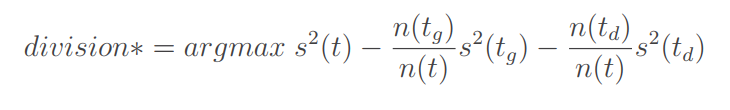 division* = argmax s²(t) − n(t_g)/n(t) s²(t_g) − n(t_d)/n(t) s²(t_d)